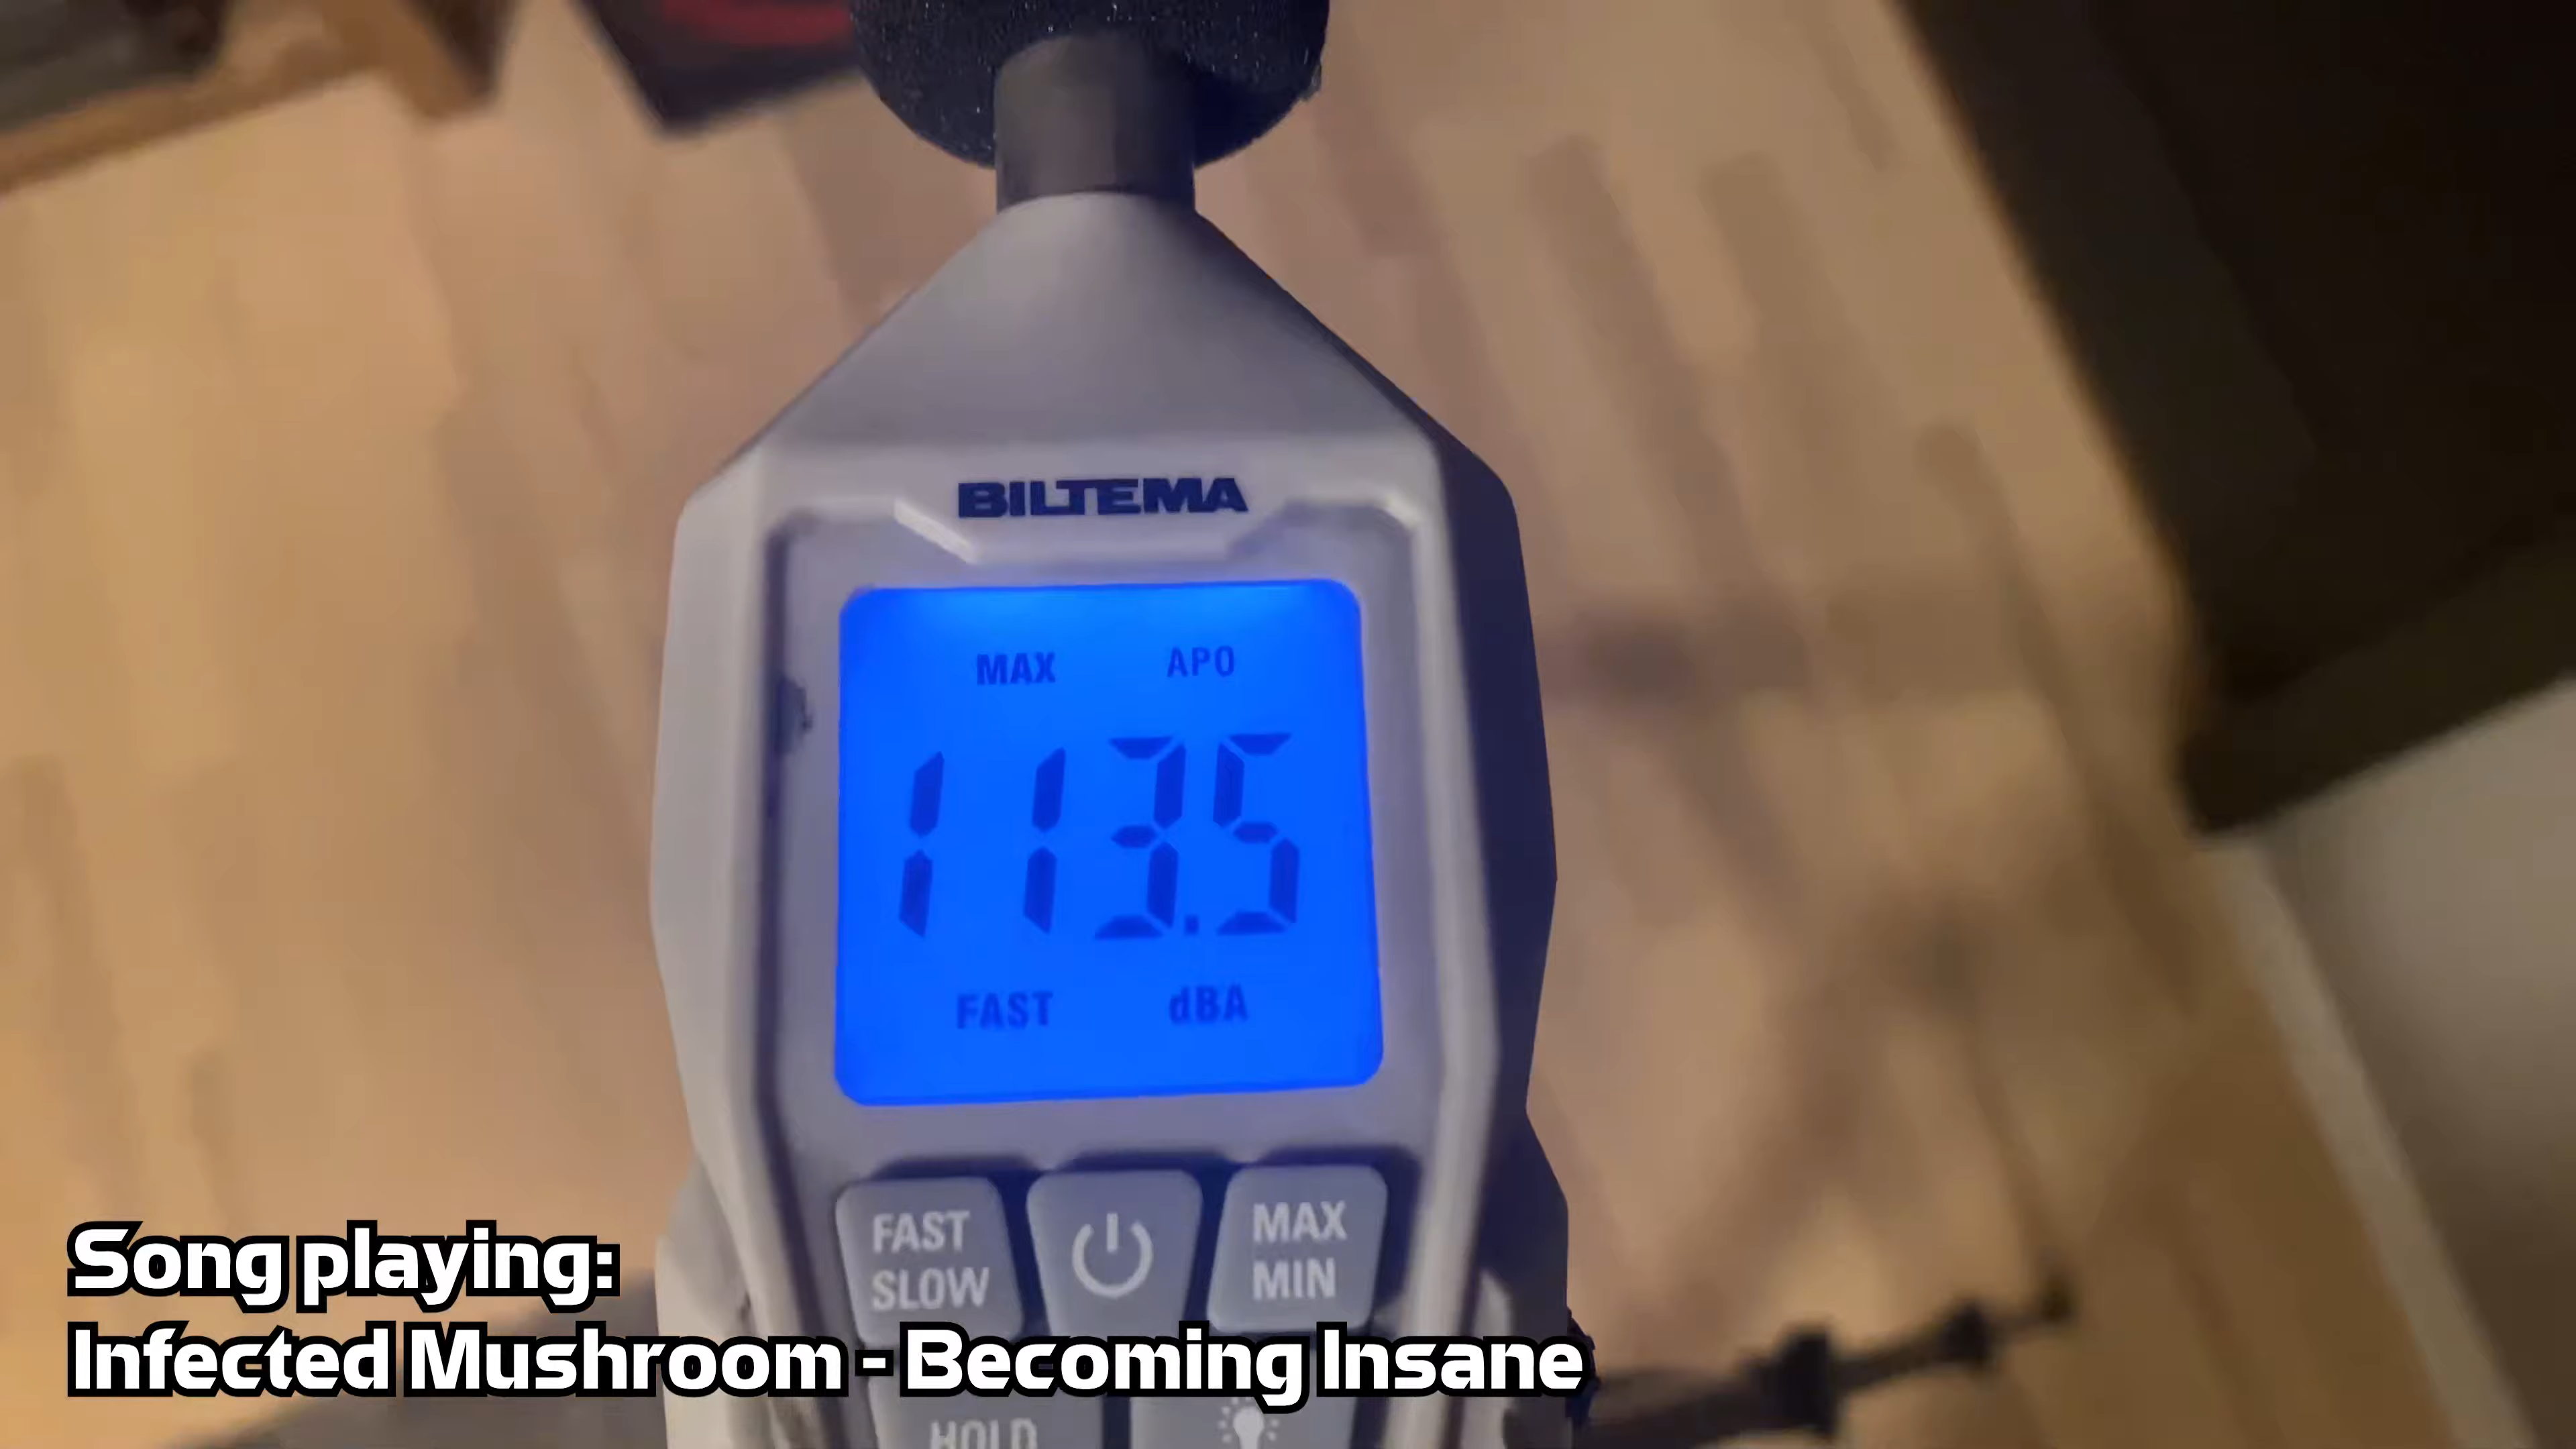 BILTEMA
MAX APO
113.5
FAST dBA
FAST SLOW
MAX MIN
HOLD
Song playing:
Infected Mushroom - Becoming Insane